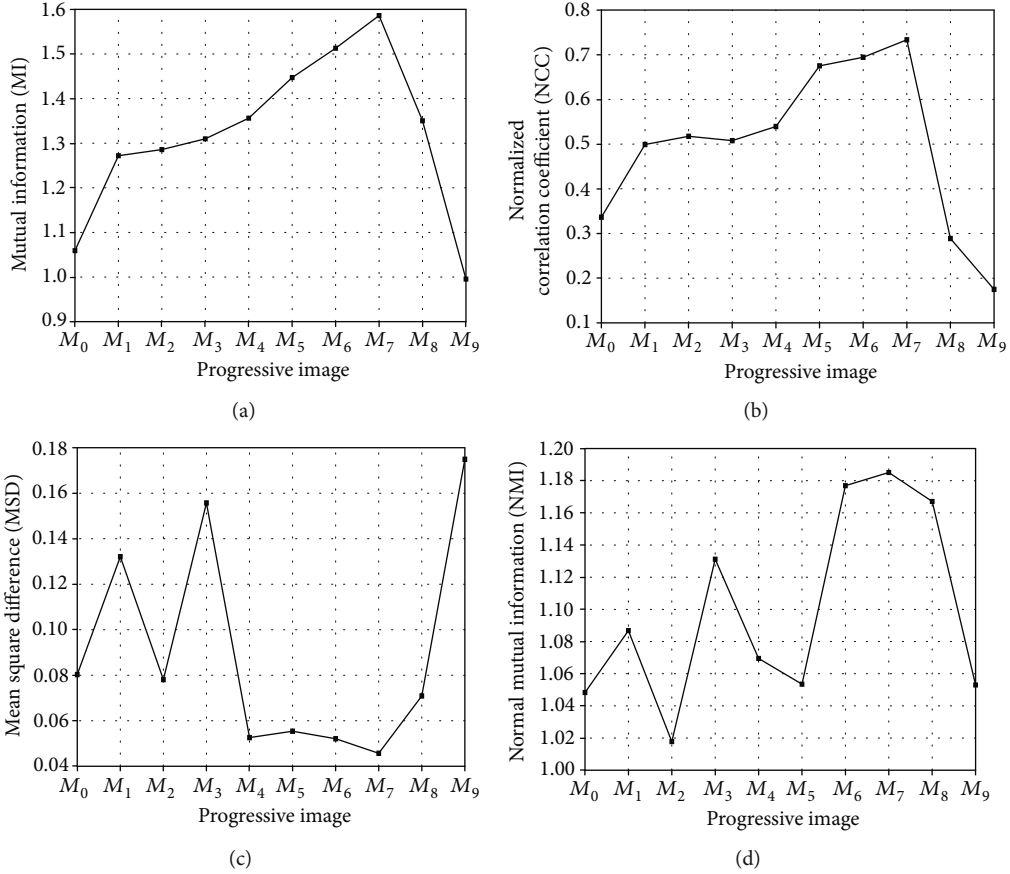 Mutual information (MI)
1.6
1.5
1.4
1.3
1.2
1.1
1.0
0.9
M0 M1 M2 M3 M4 M5 M6 M7 M8 M9
Progressive image
(a)
Normalized
correlation coefficient (NCC)
0.8
0.7
0.6
0.5
0.4
0.3
0.2
0.1
M0 M1 M2 M3 M4 M5 M6 M7 M8 M9
Progressive image
(b)
Mean square difference (MSD)
0.18
0.16
0.14
0.12
0.10
0.08
0.06
0.04
M0 M1 M2 M3 M4 M5 M6 M7 M8 M9
Progressive image
(c)
Normal mutual information (NMI)
1.20
1.18
1.16
1.14
1.12
1.10
1.08
1.06
1.04
1.02
1.00
M0 M1 M2 M3 M4 M5 M6 M7 M8 M9
Progressive image
(d)